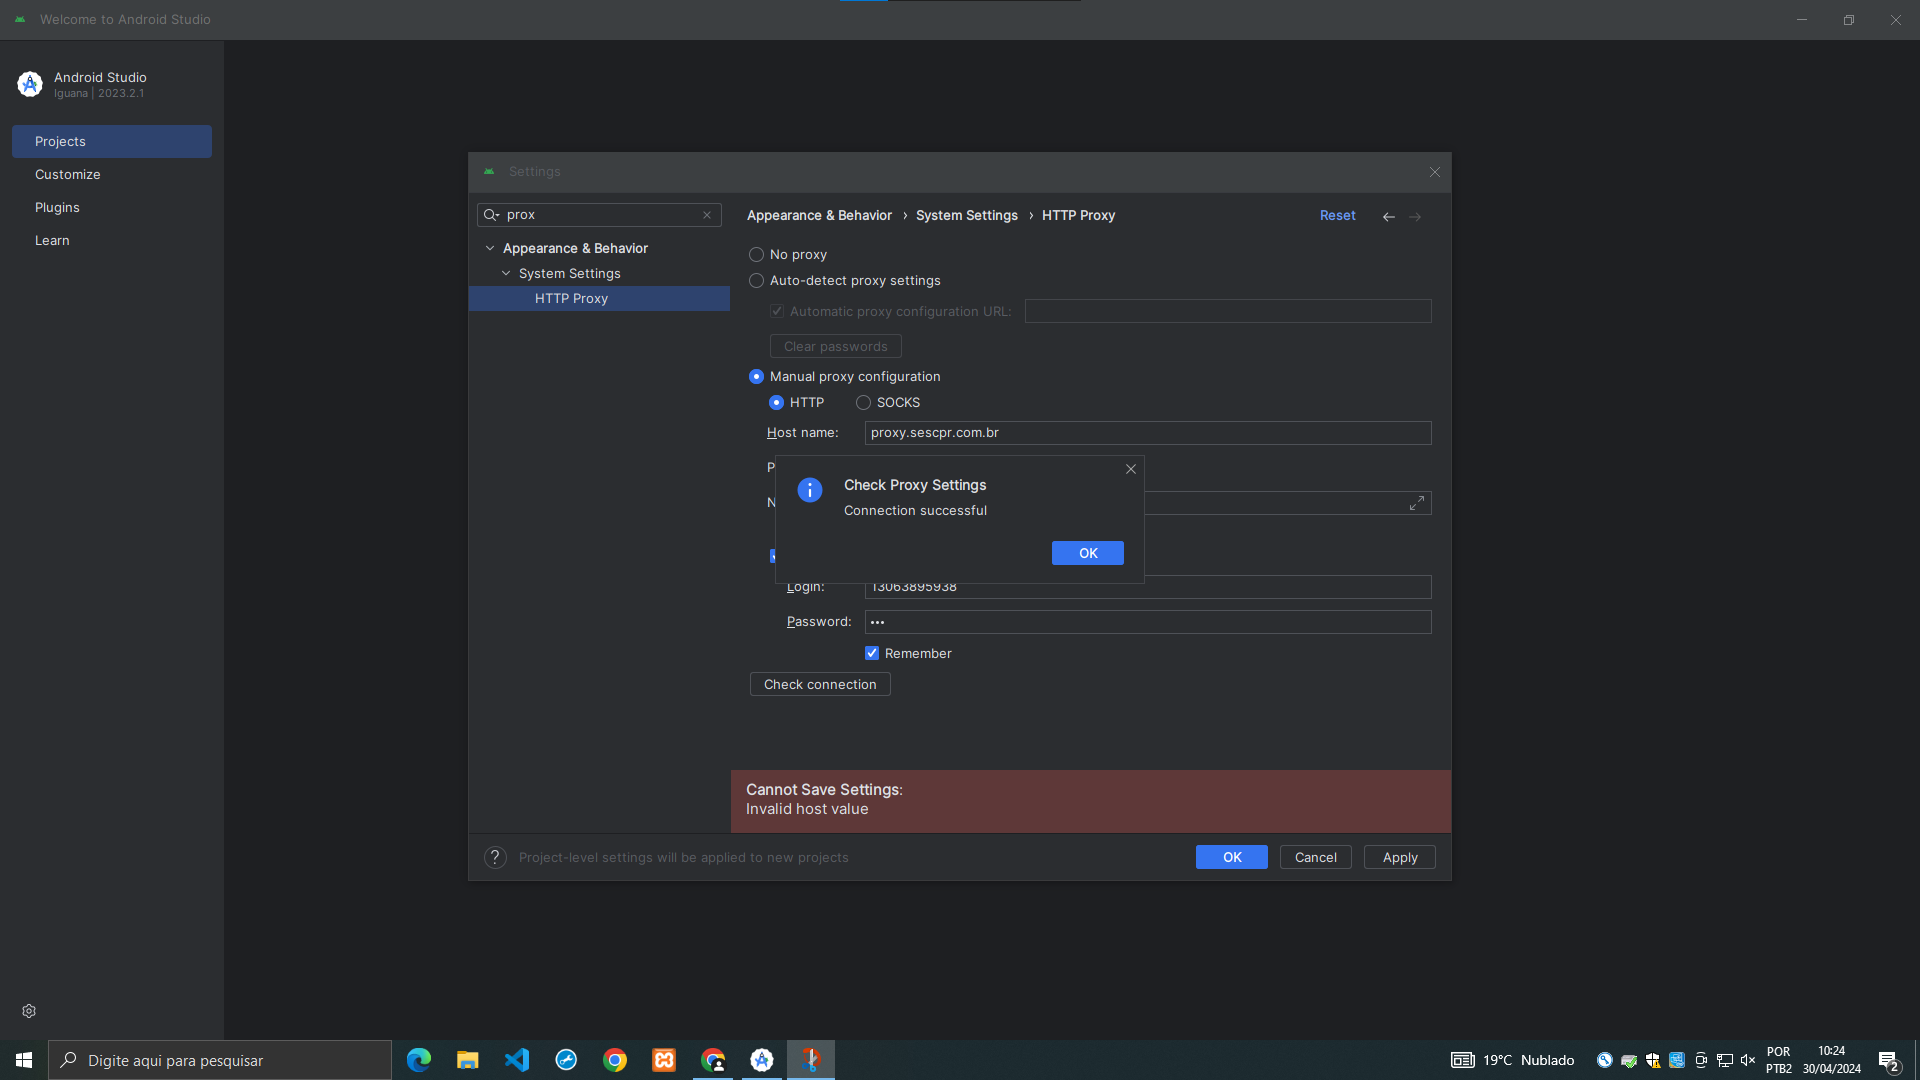 Welcome to Android Studio
Android Studio
Iguana | 2023.2.1
Projects
Customize
Plugins
Learn
Settings
prox
Appearance & Behavior
System Settings
HTTP Proxy
Appearance & Behavior › System Settings › HTTP Proxy
Reset
No proxy
Auto-detect proxy settings
Automatic proxy configuration URL:
Clear passwords
Manual proxy configuration
HTTP
SOCKS
Host name:
proxy.sescpr.com.br
P
N
Check Proxy Settings
Connection successful
OK
Login:
13063895938
Password:
•••
Remember
Check connection
Cannot Save Settings:
Invalid host value
? Project-level settings will be applied to new projects
OK
Cancel
Apply
Digite aqui para pesquisar
19°C Nublado
POR
PTB2
10:24
30/04/2024
2